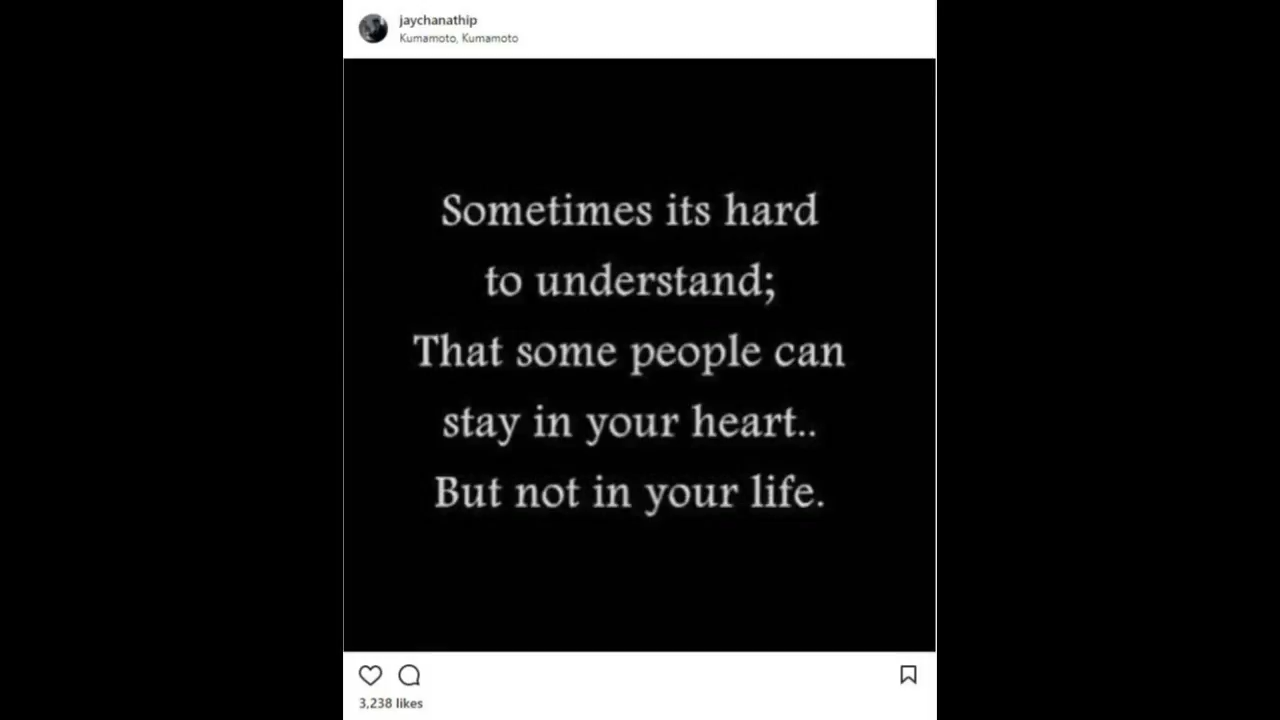 jaychanathip
Kumamoto, Kumamoto
Sometimes its hard
to understand;
That some people can
stay in your heart..
But not in your life.
3,238 likes